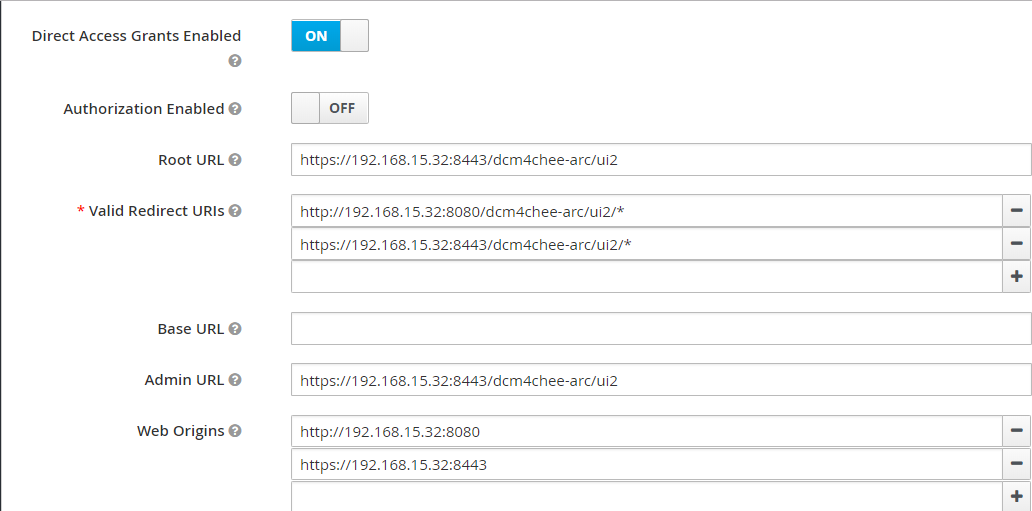 Direct Access Grants Enabled
ON
Authorization Enabled
OFF
Root URL
https://192.168.15.32:8443/dcm4chee-arc/ui2
* Valid Redirect URIs
http://192.168.15.32:8080/dcm4chee-arc/ui2/*
https://192.168.15.32:8443/dcm4chee-arc/ui2/*
Base URL
Admin URL
https://192.168.15.32:8443/dcm4chee-arc/ui2
Web Origins
http://192.168.15.32:8080
https://192.168.15.32:8443